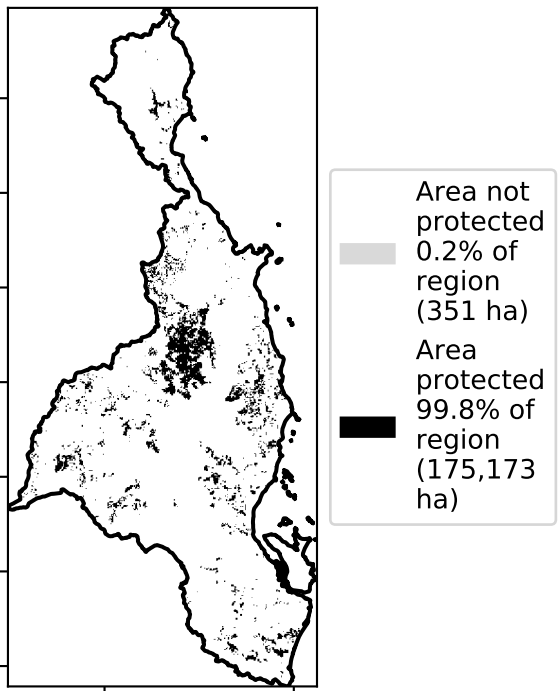 Area not
protected
0.2% of
region
(351 ha)
Area
protected
99.8% of
region
(175,173
ha)